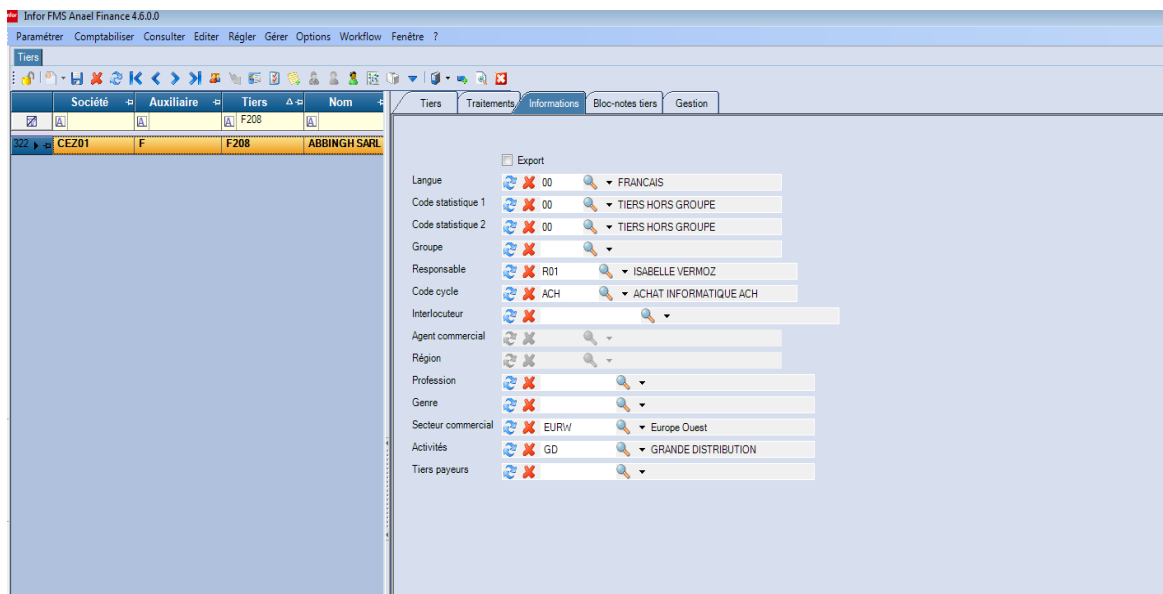 infor Infor FMS Anael Finance 4.6.0.0
Paramétrer Comptabiliser Consulter Editer Régler Gérer Options Workflow Fenêtre ?
Tiers
Société Auxiliaire Tiers Nom
A A A F208 A
322 CEZ01 F F208 ABBINGH SARL
Tiers Traitements Informations Bloc-notes tiers Gestion
Export
Langue 00 FRANCAIS
Code statistique 1 00 TIERS HORS GROUPE
Code statistique 2 00 TIERS HORS GROUPE
Groupe
Responsable R01 ISABELLE VERMOZ
Code cycle ACH ACHAT INFORMATIQUE ACH
Interlocuteur
Agent commercial
Région
Profession
Genre
Secteur commercial EURW Europe Ouest
Activités GD GRANDE DISTRIBUTION
Tiers payeurs